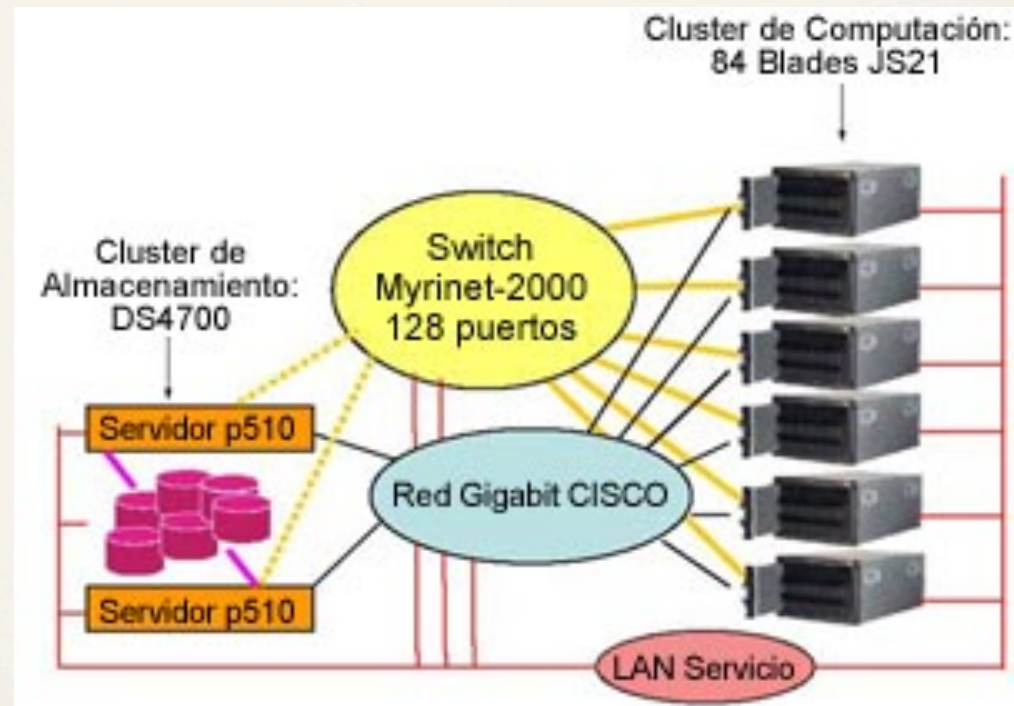 Cluster de Computación:
84 Blades JS21
Switch
Myrinet-2000
128 puertos
Cluster de
Almacenamiento:
DS4700
Servidor p510
Red Gigabit CISCO
Servidor p510
LAN Servicio